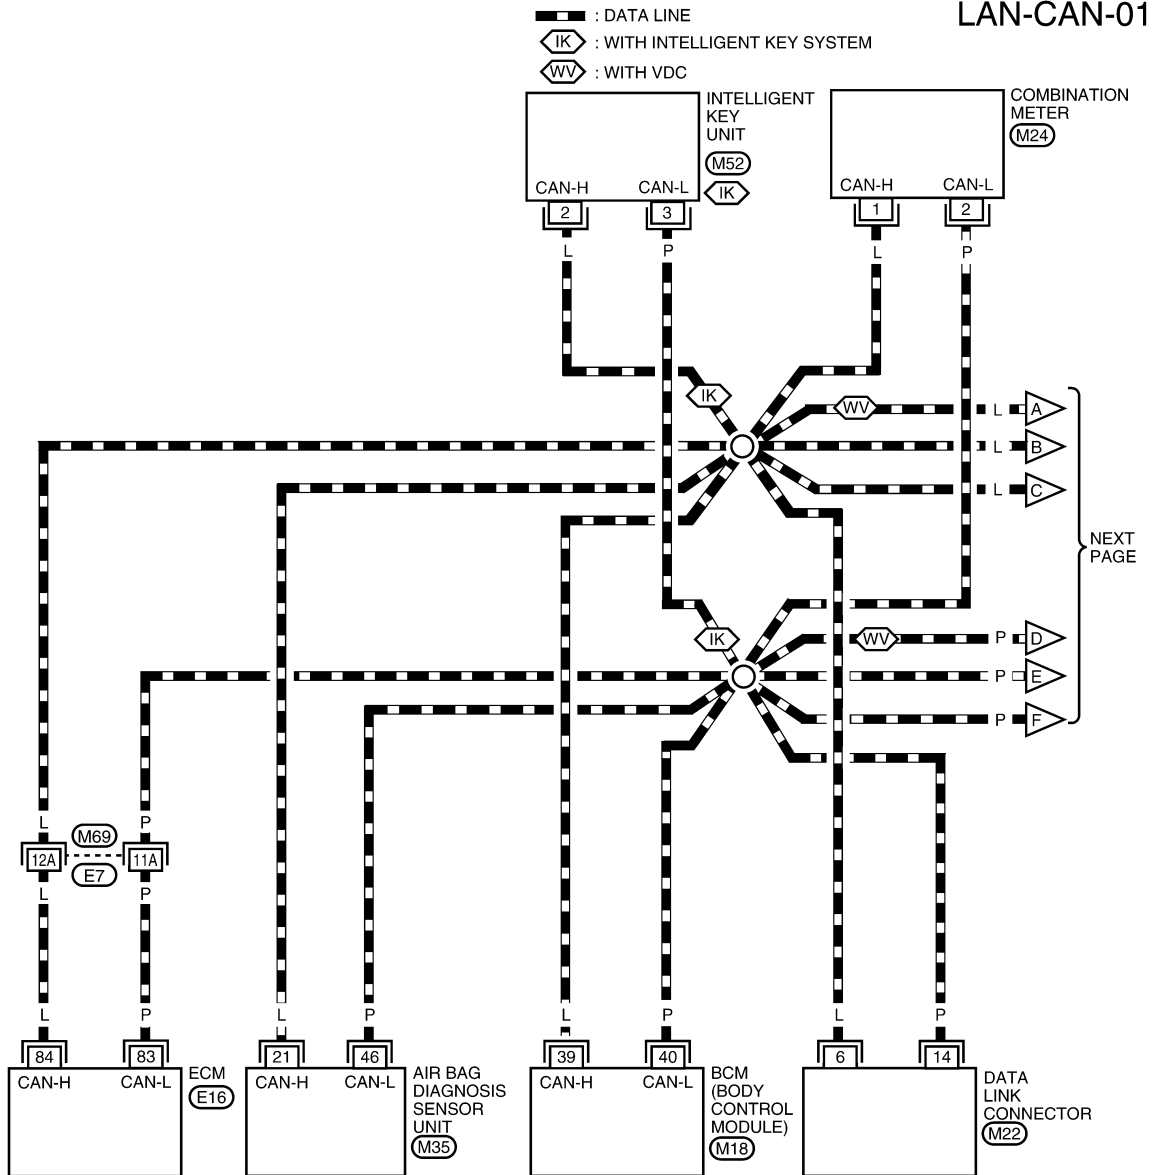 LAN-CAN-01
: DATA LINE
IK : WITH INTELLIGENT KEY SYSTEM
WV : WITH VDC
INTELLIGENT
KEY
UNIT
M52
IK
COMBINATION
METER
M24
CAN-H CAN-L
CAN-H CAN-L
2 3
1 2
L P
L P
IK
WV
L A
L B
L C
NEXT
PAGE
IK
WV
P D
P E
P F
L P
M69
12A 11A
E7
L P
L P
L P
L P
L P
84 83
21 46
39 40
6 14
CAN-H CAN-L
ECM
E16
CAN-H CAN-L
AIR BAG
DIAGNOSIS
SENSOR
UNIT
M35
CAN-H CAN-L
BCM
(BODY
CONTROL
MODULE)
M18
DATA
LINK
CONNECTOR
M22